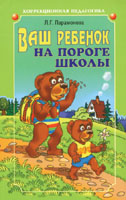 КОРРЕКЦИОННАЯ ПЕДАГОГИКА
Л.Г. Парамонова
ВАШ РЕБЕНОК
НА ПОРОГЕ
ШКОЛЫ